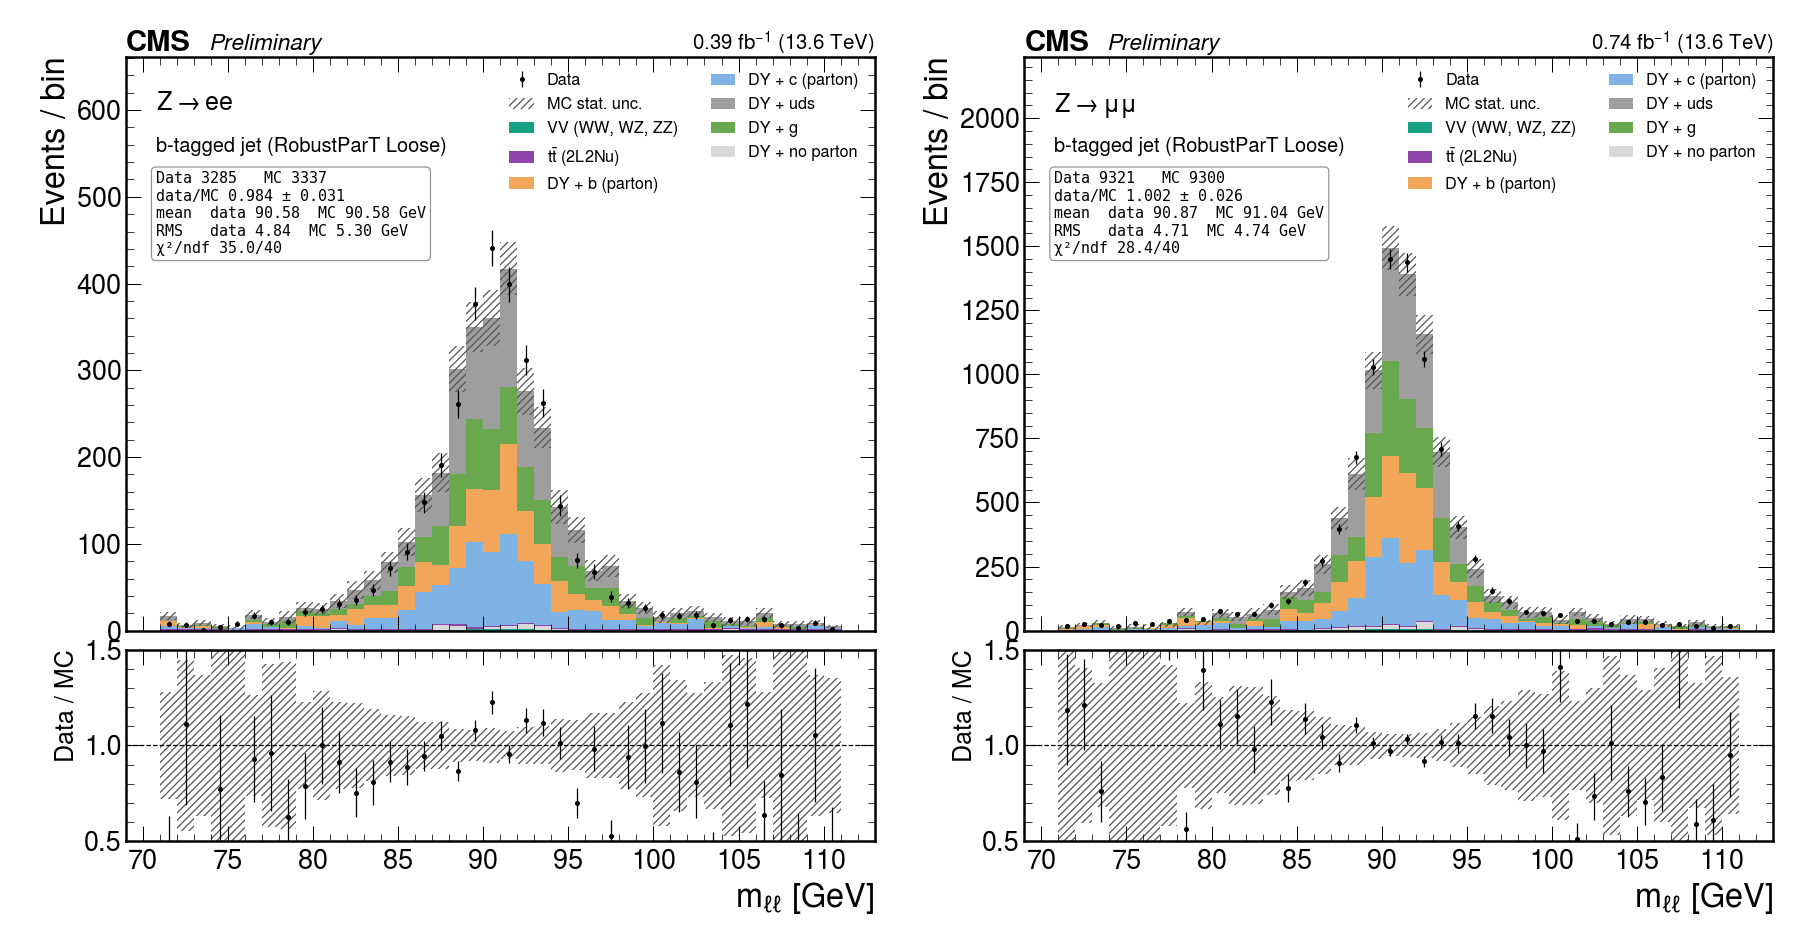 CMS Preliminary 0.39 fb⁻¹ (13.6 TeV)
Events / bin
Z→ee
b-tagged jet (RobustParT Loose)
Data 3285 MC 3337
data/MC 0.984 ± 0.031
mean data 90.58 MC 90.58 GeV
RMS data 4.84 MC 5.30 GeV
χ²/ndf 35.0/40
Data
MC stat. unc.
VV (WW, WZ, ZZ)
tt̄ (2L2Nu)
DY + b (parton)
DY + c (parton)
DY + uds
DY + g
DY + no parton
600
500
400
300
200
100
0
Data / MC
1.5
1.0
0.5
70 75 80 85 90 95 100 105 110
mℓℓ [GeV]
CMS Preliminary 0.74 fb⁻¹ (13.6 TeV)
Events / bin
Z→μμ
b-tagged jet (RobustParT Loose)
Data 9321 MC 9300
data/MC 1.002 ± 0.026
mean data 90.87 MC 91.04 GeV
RMS data 4.71 MC 4.74 GeV
χ²/ndf 28.4/40
Data
MC stat. unc.
VV (WW, WZ, ZZ)
tt̄ (2L2Nu)
DY + b (parton)
DY + c (parton)
DY + uds
DY + g
DY + no parton
2000
1750
1500
1250
1000
750
500
250
0
Data / MC
1.5
1.0
0.5
70 75 80 85 90 95 100 105 110
mℓℓ [GeV]